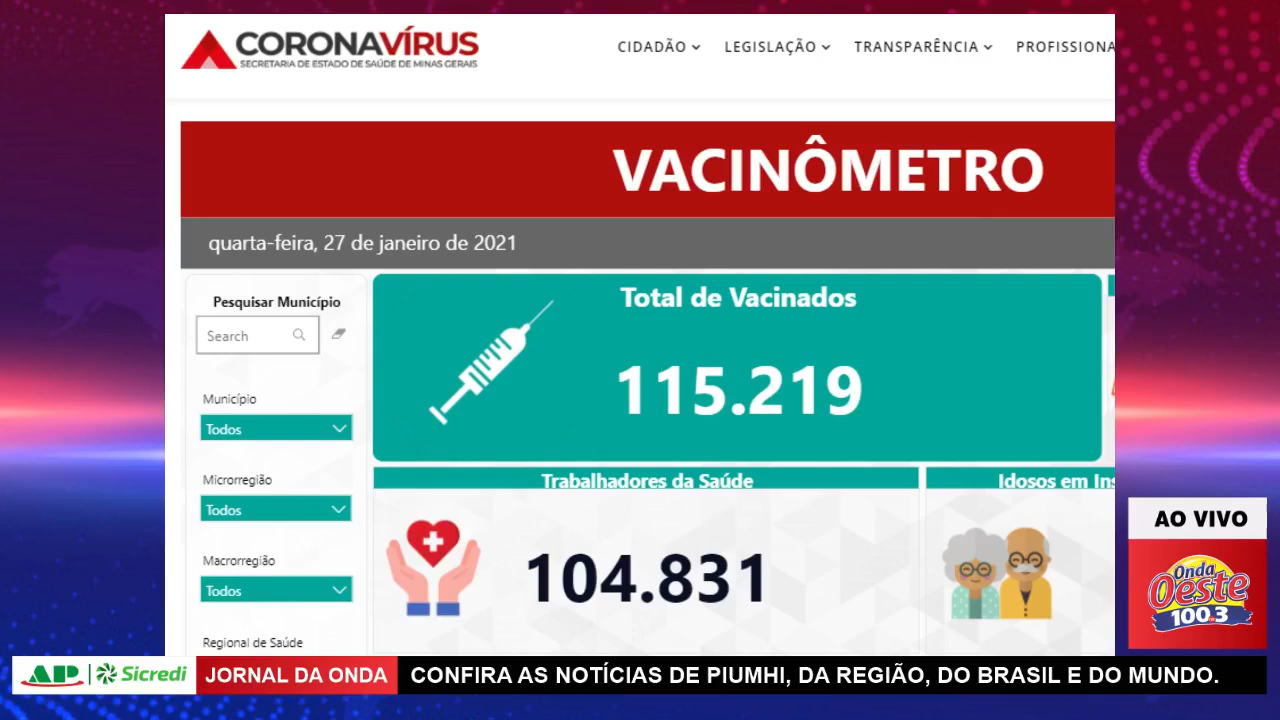 CORONAVÍRUS
SECRETARIA DE ESTADO DE SAÚDE DE MINAS GERAIS
CIDADÃO LEGISLAÇÃO TRANSPARÊNCIA PROFISSIONA
VACINÔMETRO
quarta-feira, 27 de janeiro de 2021
Pesquisar Município
Search
Município
Todos
Microrregião
Todos
Macrorregião
Todos
Regional de Saúde
Total de Vacinados
115.219
Trabalhadores da Saúde
104.831
Idosos em Ins
AO VIVO
Onda
Oeste
100.3
AP Sicredi
JORNAL DA ONDA
CONFIRA AS NOTÍCIAS DE PIUMHI, DA REGIÃO, DO BRASIL E DO MUNDO.